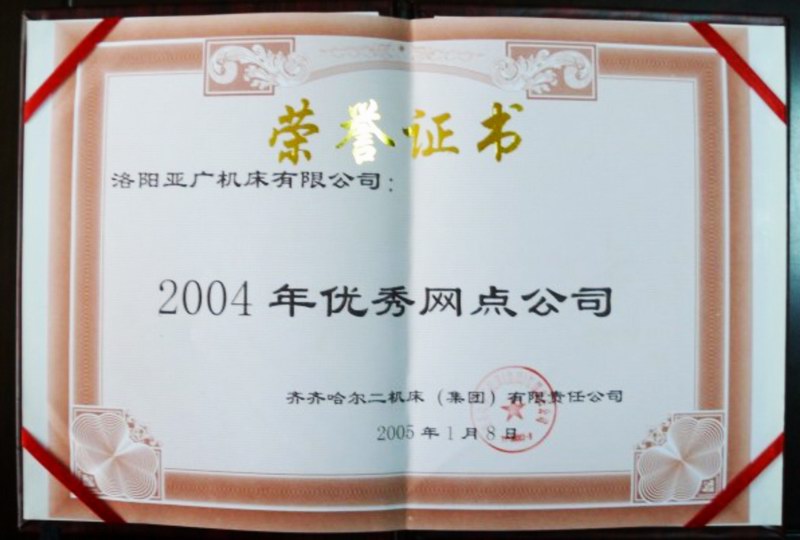 荣誉证书
洛阳亚广机床有限公司：
2004年优秀网点公司
齐齐哈尔二机床（集团）有限责任公司
2005年1月8日